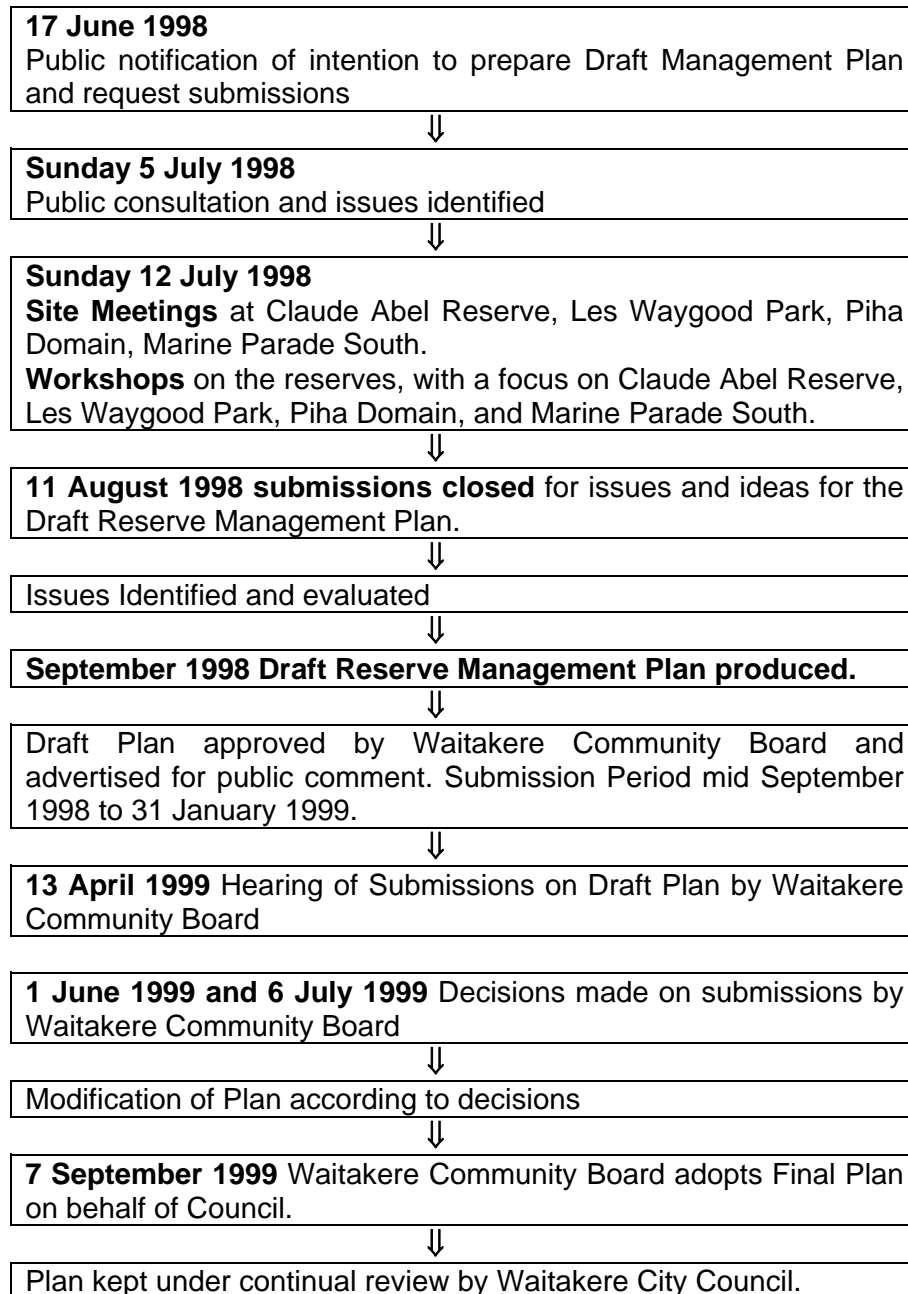 17 June 1998
Public notification of intention to prepare Draft Management Plan
and request submissions
⇓
Sunday 5 July 1998
Public consultation and issues identified
⇓
Sunday 12 July 1998
Site Meetings at Claude Abel Reserve, Les Waygood Park, Piha
Domain, Marine Parade South.
Workshops on the reserves, with a focus on Claude Abel Reserve,
Les Waygood Park, Piha Domain, and Marine Parade South.
⇓
11 August 1998 submissions closed for issues and ideas for the
Draft Reserve Management Plan.
⇓
Issues Identified and evaluated
⇓
September 1998 Draft Reserve Management Plan produced.
⇓
Draft Plan approved by Waitakere Community Board and
advertised for public comment. Submission Period mid September
1998 to 31 January 1999.
⇓
13 April 1999 Hearing of Submissions on Draft Plan by Waitakere
Community Board
1 June 1999 and 6 July 1999 Decisions made on submissions by
Waitakere Community Board
⇓
Modification of Plan according to decisions
⇓
7 September 1999 Waitakere Community Board adopts Final Plan
on behalf of Council.
⇓
Plan kept under continual review by Waitakere City Council.